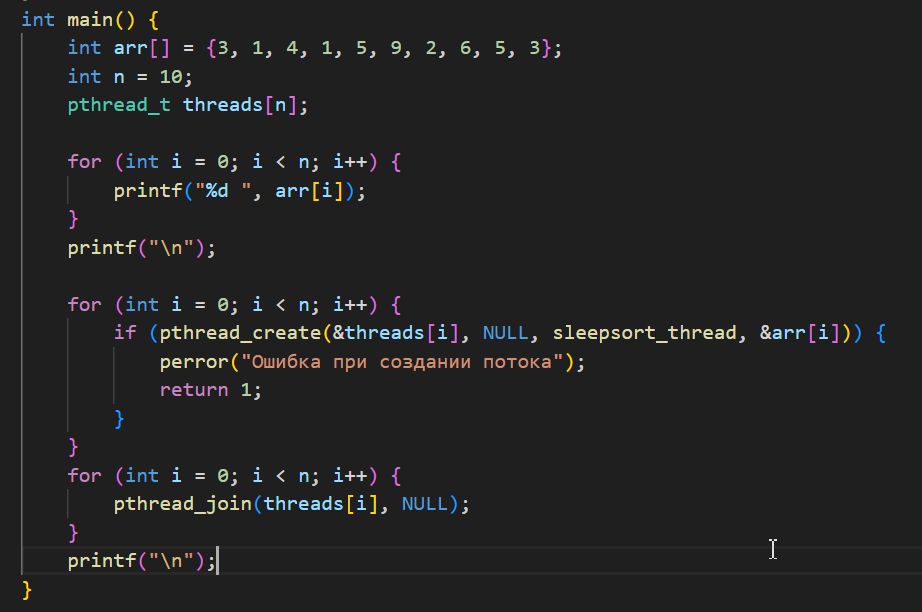 int main() {
    int arr[] = {3, 1, 4, 1, 5, 9, 2, 6, 5, 3};
    int n = 10;
    pthread_t threads[n];

    for (int i = 0; i < n; i++) {
        printf("%d ", arr[i]);
    }
    printf("\n");

    for (int i = 0; i < n; i++) {
        if (pthread_create(&threads[i], NULL, sleepsort_thread, &arr[i])) {
            perror("Ошибка при создании потока");
            return 1;
        }
    }
    for (int i = 0; i < n; i++) {
        pthread_join(threads[i], NULL);
    }
    printf("\n");
}